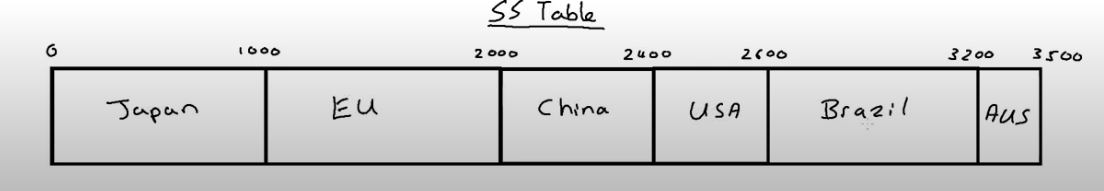 SS Table
0 1000 2000 2400 2600 3200 3500
Japan EU China USA Brazil AUS